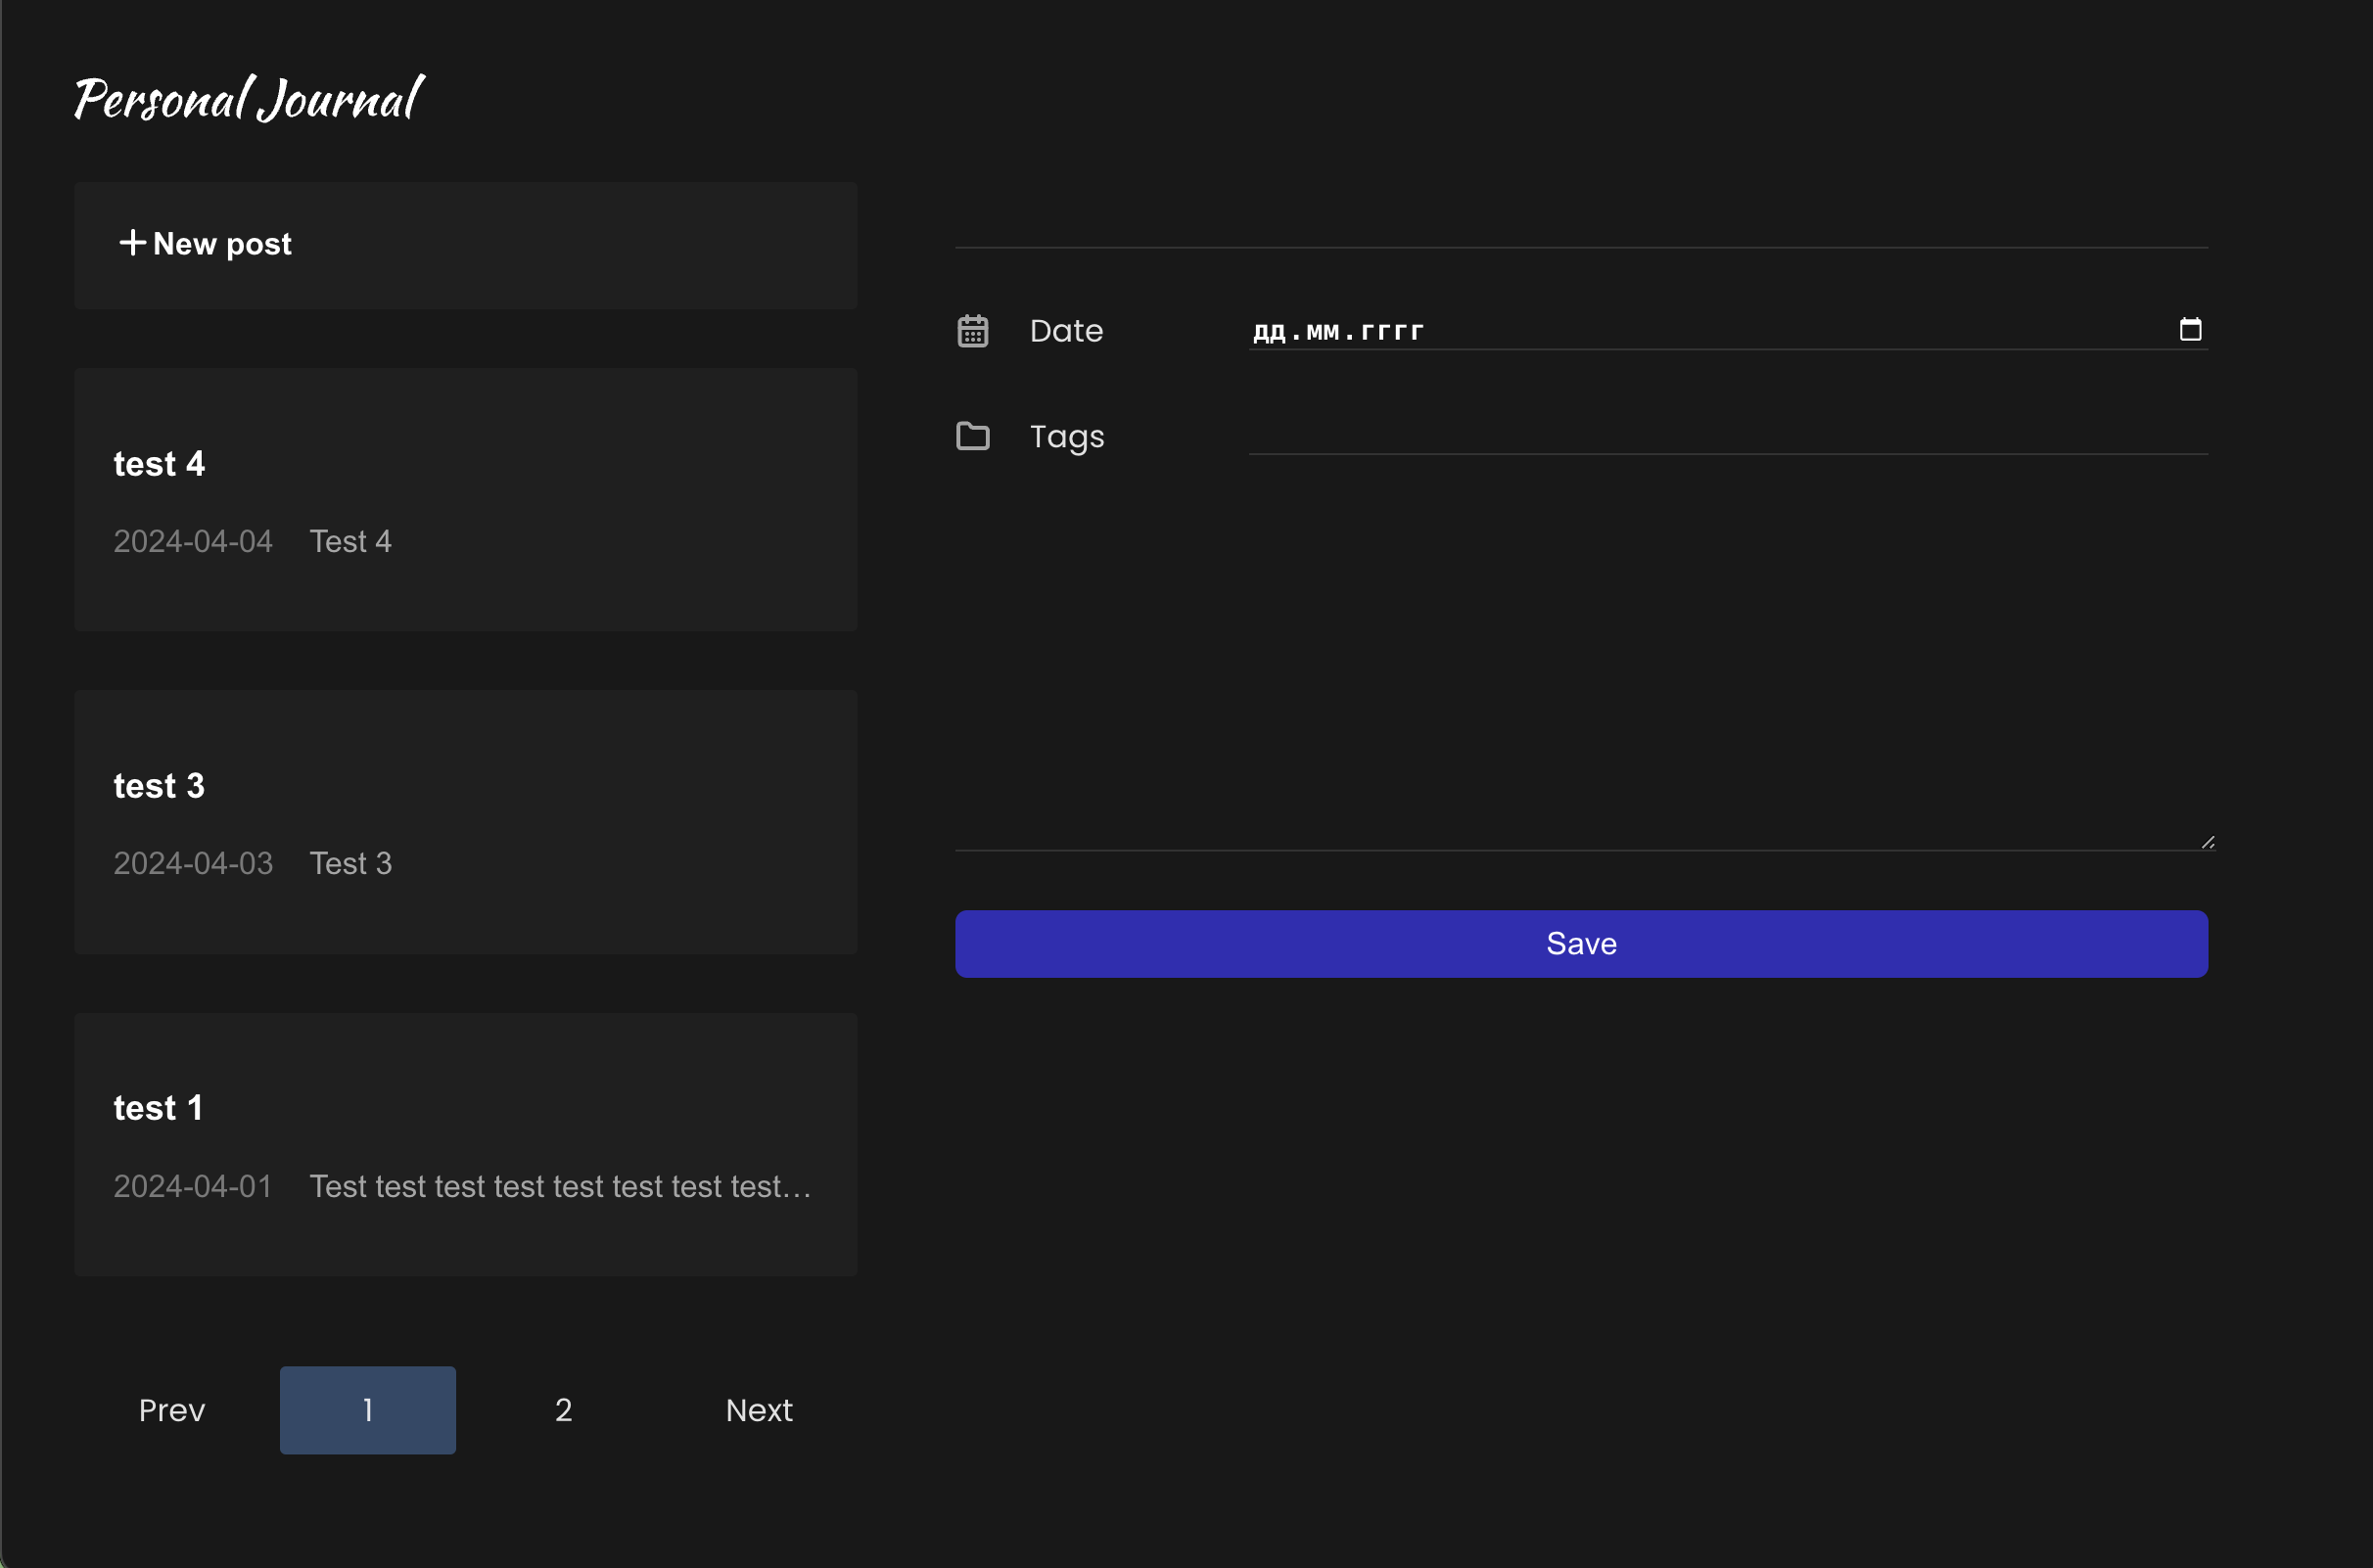 Personal Journal
New post
test 4
2024-04-04 Test 4
test 3
2024-04-03 Test 3
test 1
2024-04-01 Test test test test test test test test...
Prev 1 2 Next
Date дд.мм.гггг
Tags
Save